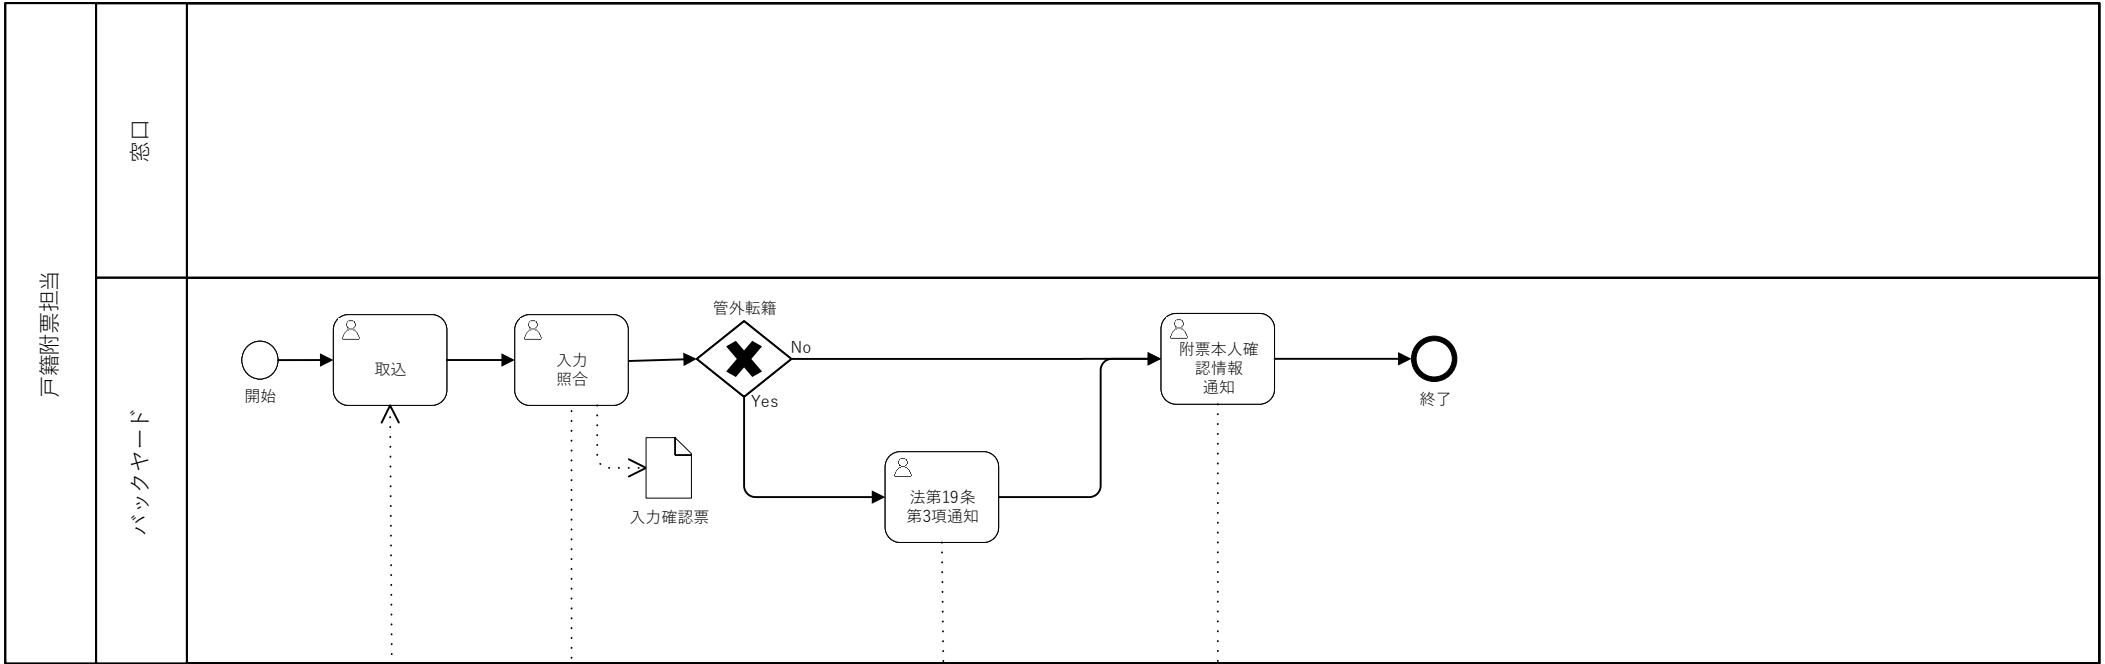 戸籍附票担当
窓口
バックヤード
開始
取込
入力
照合
入力確認票
管外転籍
No
Yes
法第19条
第3項通知
附票本人確
認情報
通知
終了